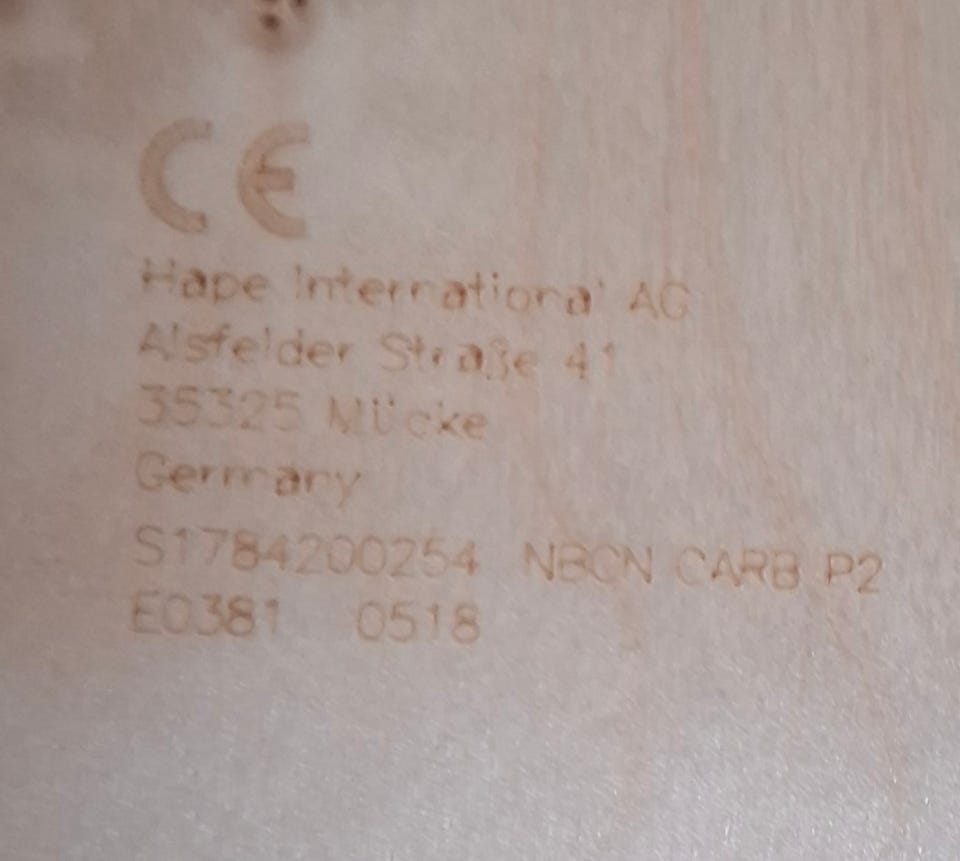 CE
Hape International AG
Alsfelder Straße 41
35325 Mücke
Germany
S1784200254 NBCN CARB P2
E0381 0518